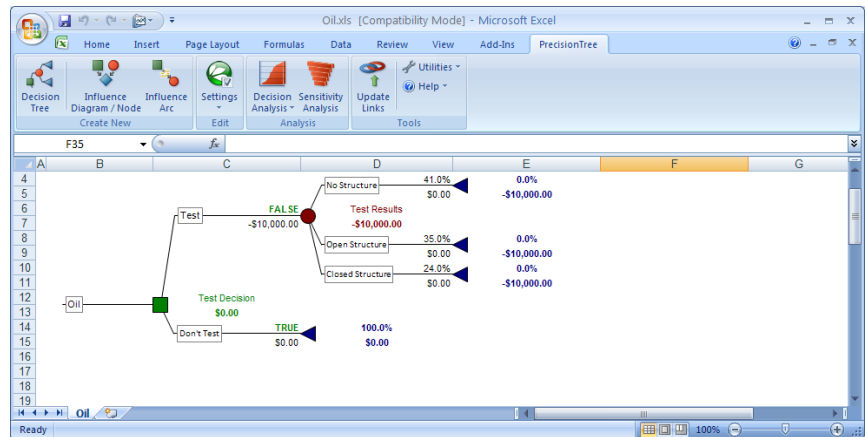 Oil.xls [Compatibility Mode] - Microsoft Excel
Home Insert Page Layout Formulas Data Review View Add-Ins PrecisionTree
Decision Tree
Influence Diagram / Node
Influence Arc
Settings
Decision Analysis
Sensitivity Analysis
Update Links
Utilities
Help
Create New Edit Analysis Tools
F35 fx
A B C D E F G
4 41.0% 0.0%
No Structure
5 $0.00 -$10,000.00
6 FALSE Test Results
Test
7 -$10,000.00 -$10,000.00
8 35.0% 0.0%
Open Structure
9 $0.00 -$10,000.00
10 24.0% 0.0%
Closed Structure
11 $0.00 -$10,000.00
12 Test Decision
Oil
13 $0.00
14 TRUE 100.0%
Don't Test
15 $0.00 $0.00
16
17
18
19
Oil
Ready 100%